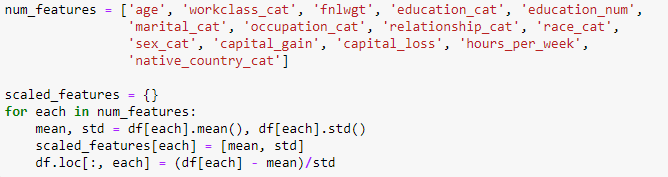 num_features = ['age', 'workclass_cat', 'fnlwgt', 'education_cat', 'education_num',
'marital_cat', 'occupation_cat', 'relationship_cat', 'race_cat',
'sex_cat', 'capital_gain', 'capital_loss', 'hours_per_week',
'native_country_cat']
scaled_features = {}
for each in num_features:
mean, std = df[each].mean(), df[each].std()
scaled_features[each] = [mean, std]
df.loc[:, each] = (df[each] - mean)/std